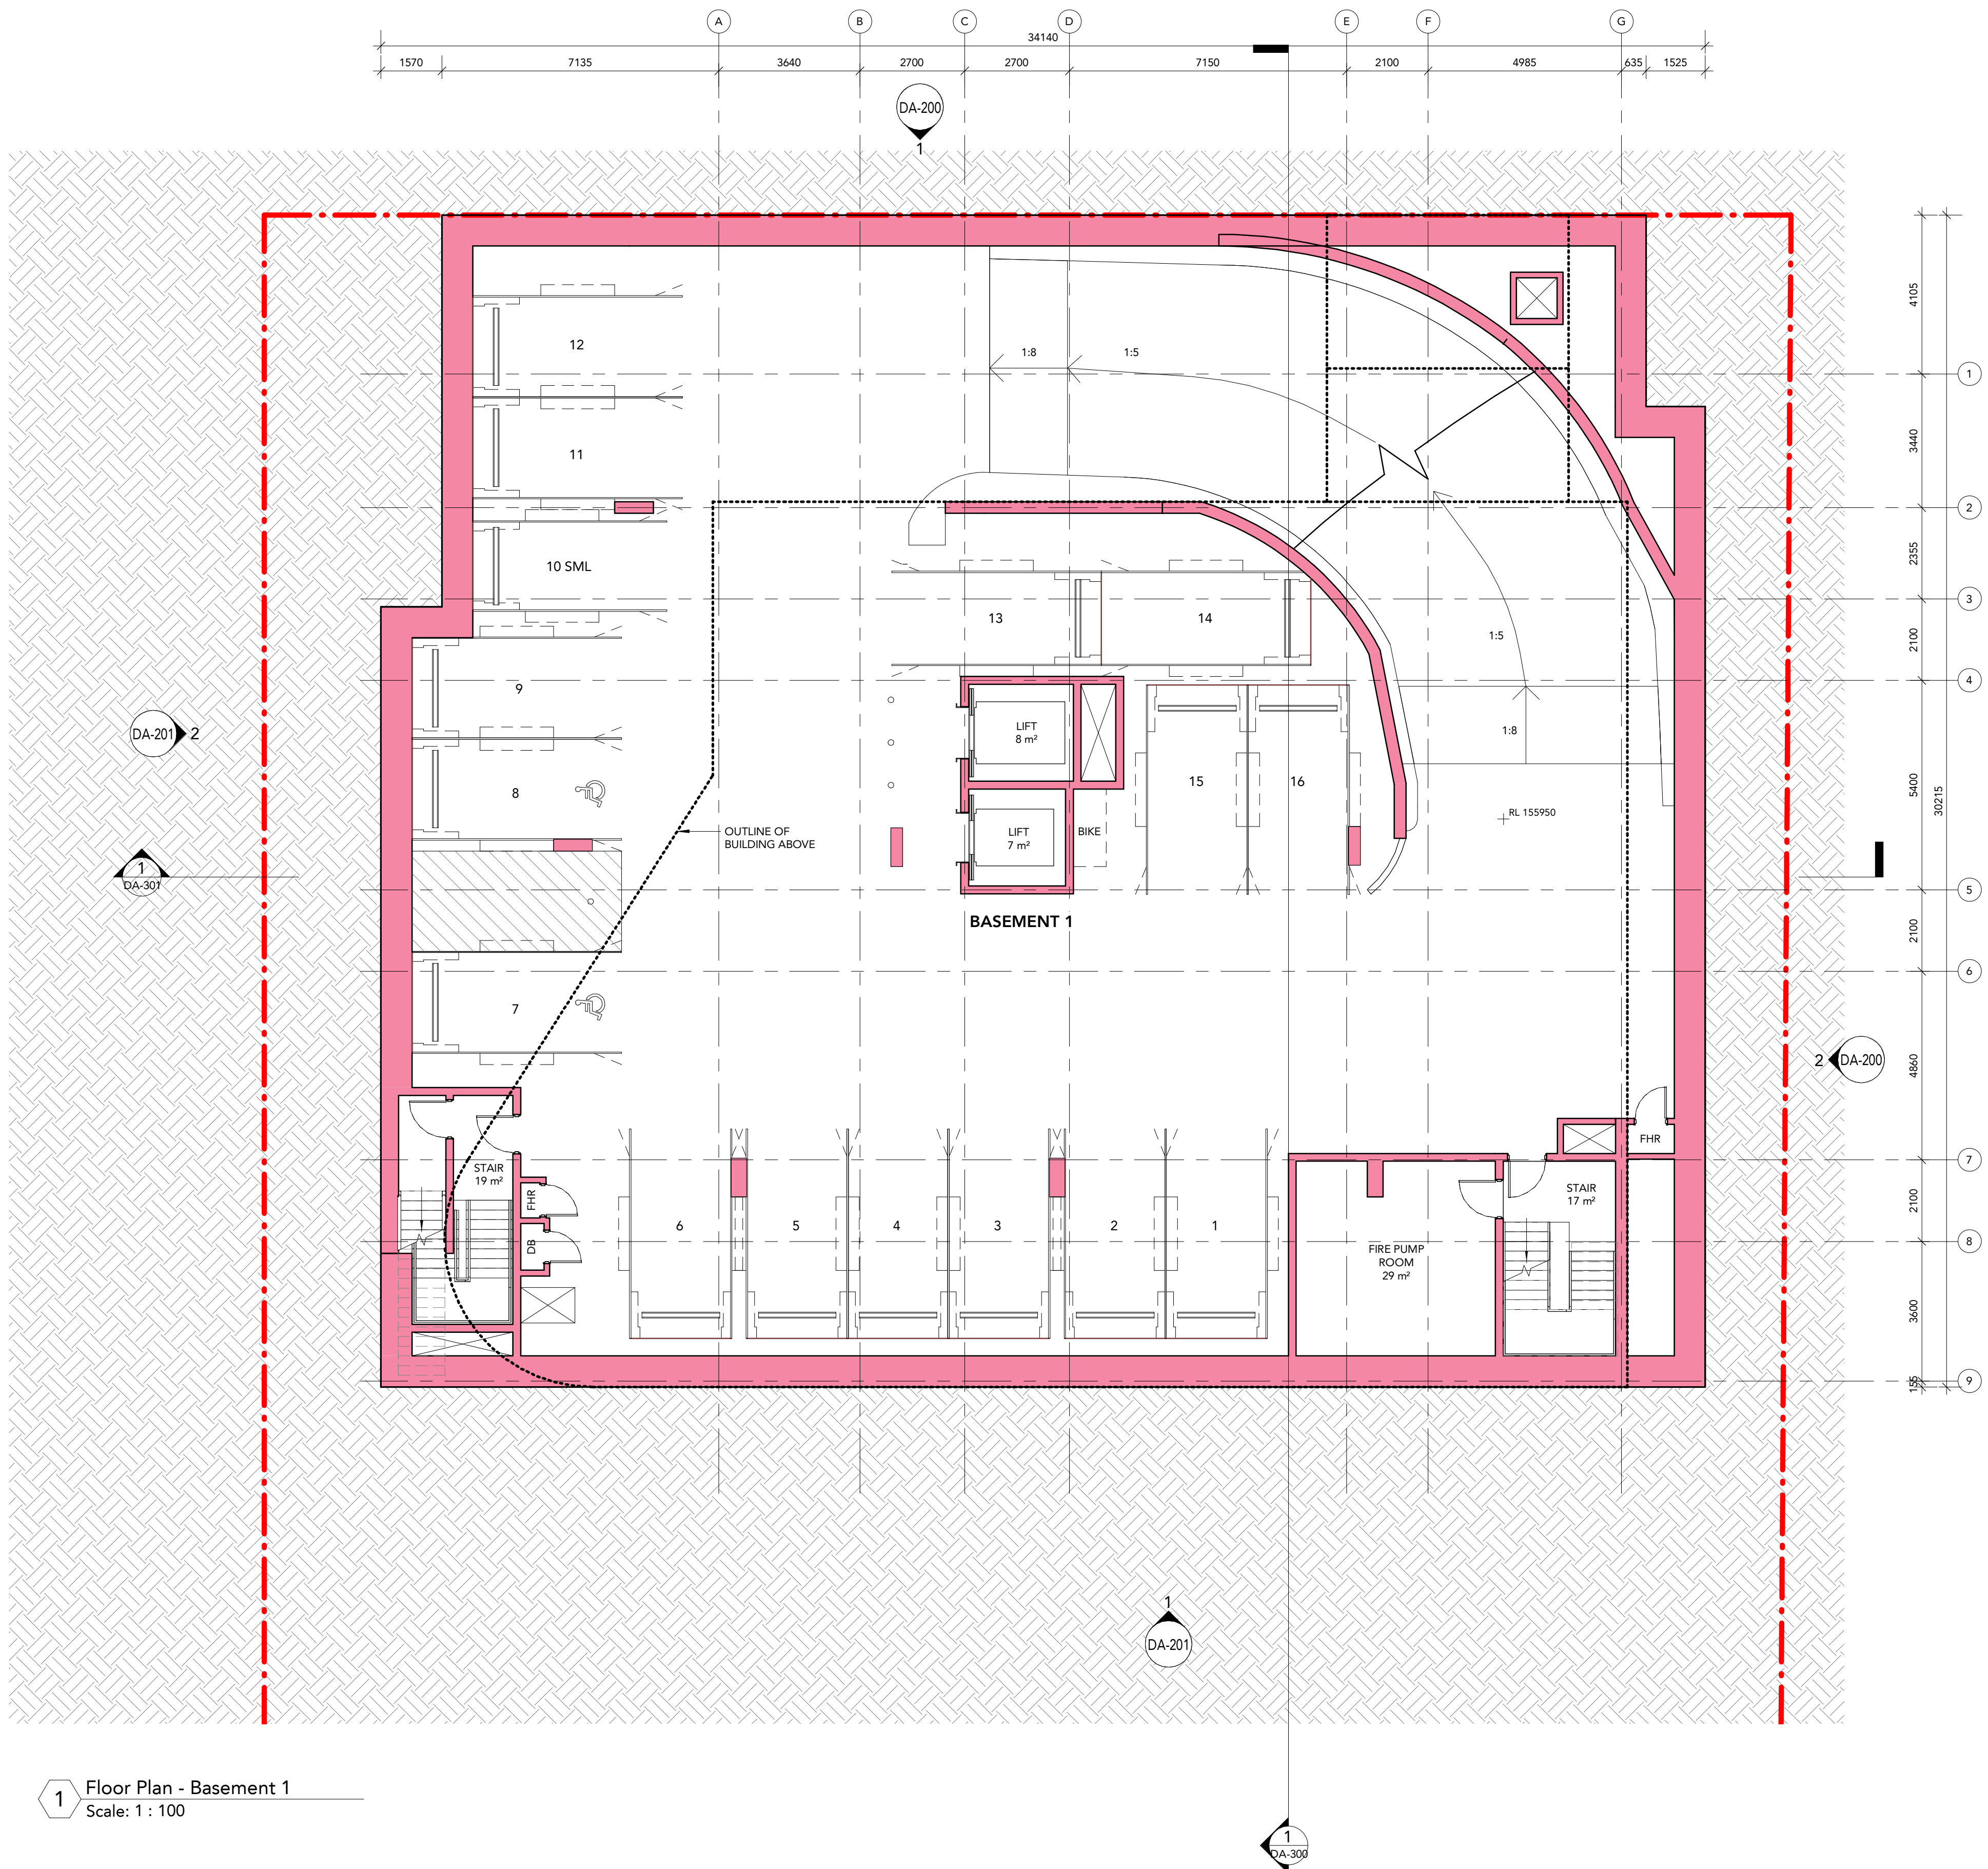 A B C D E F G
34140
1570 7135 3640 2700 2700 7150 2100 4985 635 1525
DA-200
1
4105
12
1:8
1:5
1
11
3440
2
10 SML
2355
3
13
14
1:5
2100
9
4
DA-201 2
LIFT
8 m²
1:8
15
16
8
5400
30215
RL 155950
OUTLINE OF
BUILDING ABOVE
LIFT
7 m²
BIKE
1
DA-301
5
BASEMENT 1
2100
6
7
2 DA-200
4860
FHR
7
STAIR
19 m²
STAIR
17 m²
FHR
2100
6
5
4
3
2
1
DB
8
FIRE PUMP
ROOM
29 m²
3600
155
9
1
DA-201
1
Floor Plan - Basement 1
Scale: 1 : 100
1
DA-300